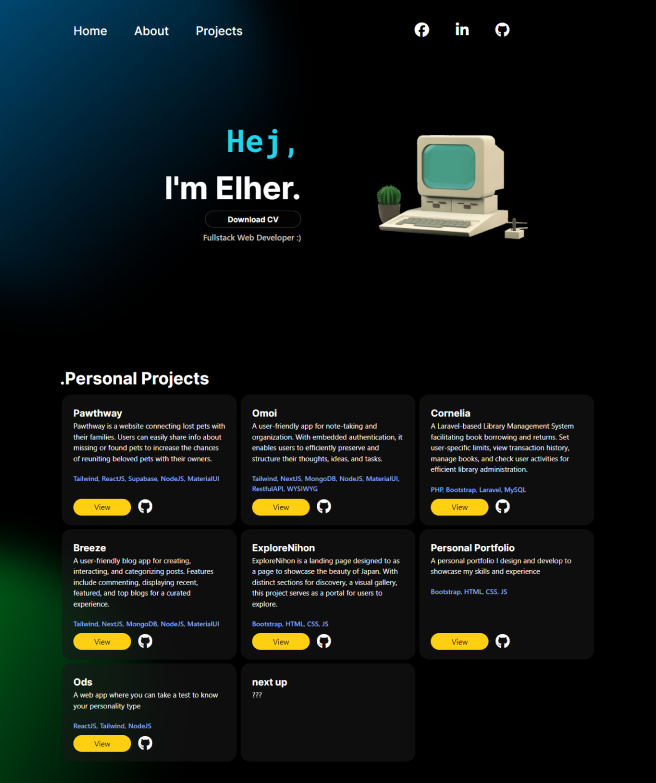 Home About Projects
Hej,
I'm Elher.
Download CV
Fullstack Web Developer :)
.Personal Projects
Pawthway
Pawthway is a website connecting lost pets with
their families. Users can easily share info about
missing or found pets to increase the chances
of reuniting beloved pets with their owners.
Tailwind, ReactJS, Supabase, NodeJS, MaterialUI
View
Omoi
A user-friendly app for note-taking and
organization. With embedded authentication, it
enables users to efficiently preserve and
structure their thoughts, ideas, and tasks.
Tailwind, NextJS, MongoDB, NodeJS, MaterialUI,
RestfulAPI, WYSIWYG
View
Cornelia
A Laravel-based Library Management System
facilitating book borrowing and returns. Set
user-specific limits, view transaction history,
manage books, and check user activities for
efficient library administration.
PHP, Bootstrap, Laravel, MySQL
View
Breeze
A user-friendly blog app for creating,
interacting, and categorizing posts. Features
include commenting, displaying recent,
featured, and top blogs for a curated
experience.
Tailwind, NextJS, MongoDB, NodeJS, MaterialUI
View
ExploreNihon
ExploreNihon is a landing page designed to as
a page to showcase the beauty of Japan. With
distinct sections for discovery, a visual gallery,
this project serves as a portal for users to
explore.
Bootstrap, HTML, CSS, JS
View
Personal Portfolio
A personal portfolio I design and develop to
showcase my skills and experience
Bootstrap, HTML, CSS, JS
View
Ods
A web app where you can take a test to know
your personality type
ReactJS, Tailwind, NodeJS
View
next up
???